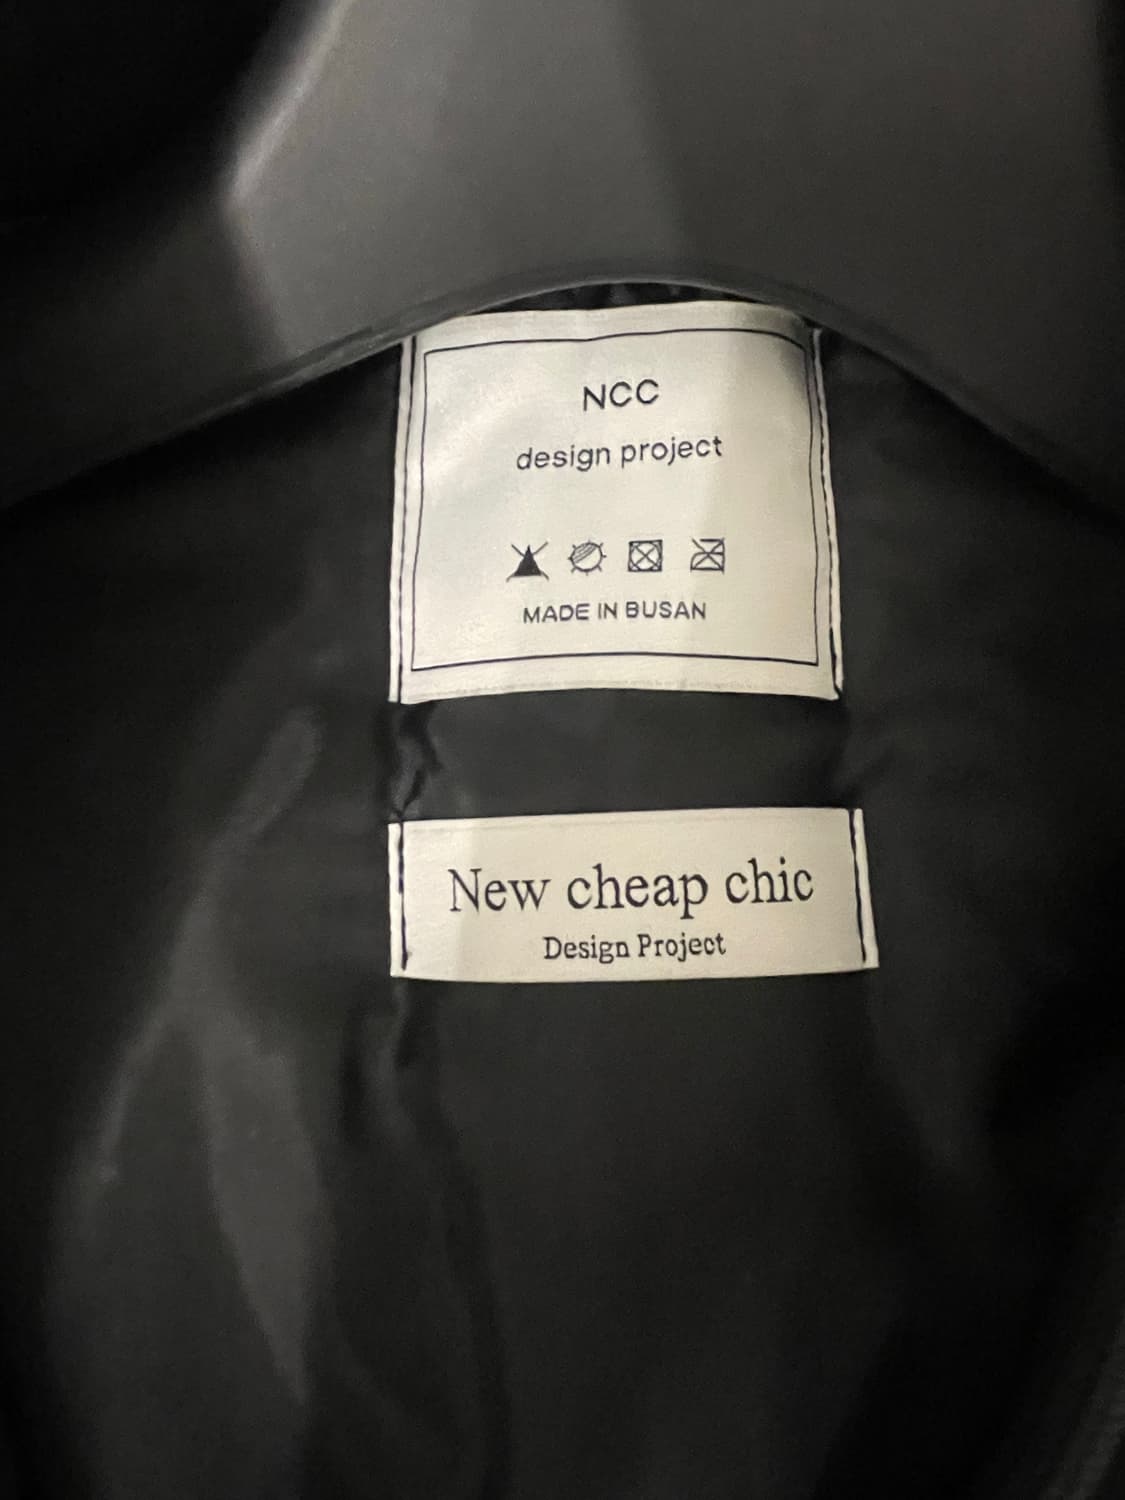 NCC
design project
MADE IN BUSAN
New cheap chic
Design Project